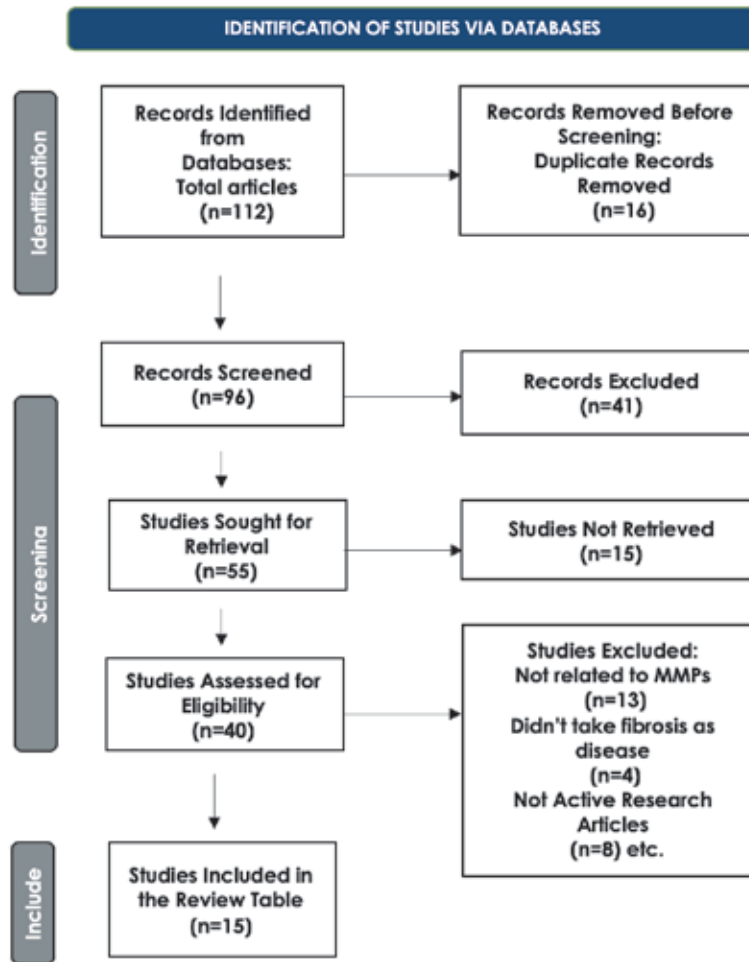 IDENTIFICATION OF STUDIES VIA DATABASES
Identification
Records Identified
from
Databases:
Total articles
(n=112)
Records Removed Before
Screening:
Duplicate Records
Removed
(n=16)
Screenina
Records Screened
(n=96)
Records Excluded
(n=41)
Studies Sought for
Retrieval
(n=55)
Studies Not Retrieved
(n=15)
Studies Assessed for
Eligibility
(n=40)
Studies Excluded:
Not related to MMPs
(n=13)
Didn't take fibrosis as
disease
(n=4)
Not Active Research
Articles
(n=8) etc.
Include
Studies Included in
the Review Table
(n=15)